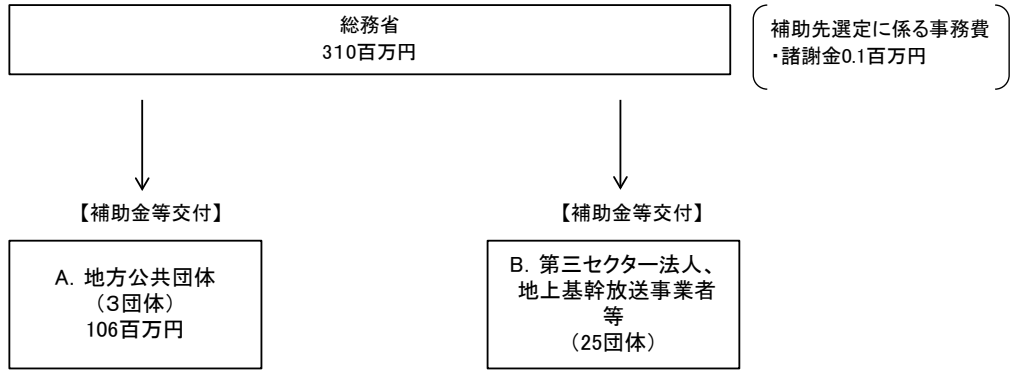 総務省
310百万円
補助先選定に係る事務費
・諸謝金0.1百万円
【補助金等交付】
【補助金等交付】
A．地方公共団体
（３団体）
106百万円
B．第三セクター法人、
地上基幹放送事業者
等
（25団体）